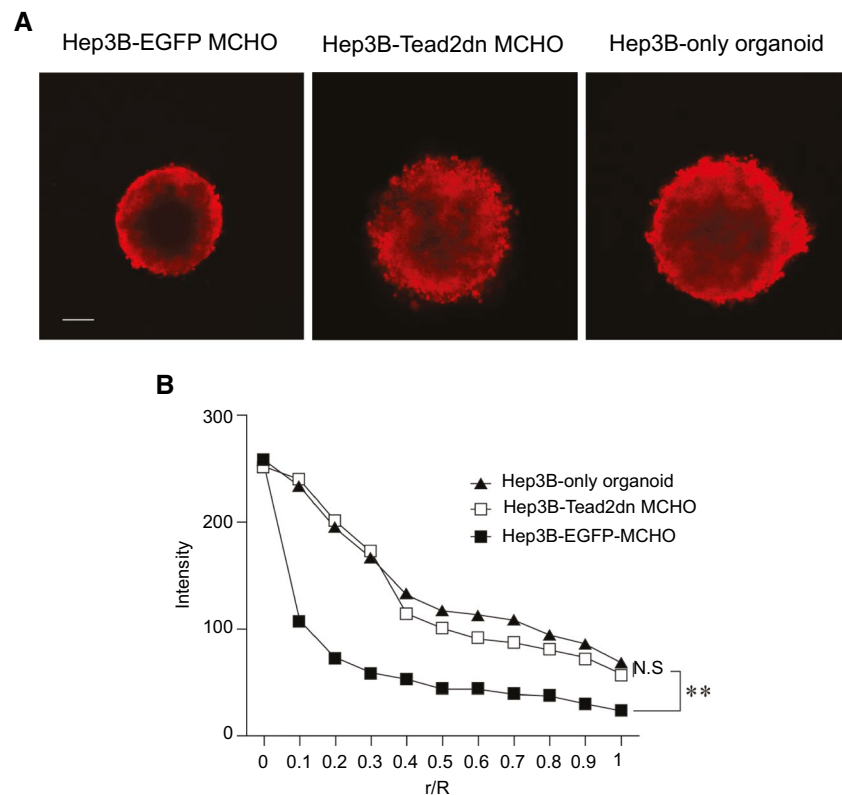 A
Hep3B-EGFP MCHO
Hep3B-Tead2dn MCHO
Hep3B-only organoid
B
300
200
100
0
Intensity
Hep3B-only organoid
Hep3B-Tead2dn MCHO
Hep3B-EGFP-MCHO
N.S
**
0 0.1 0.2 0.3 0.4 0.5 0.6 0.7 0.8 0.9 1
r/R